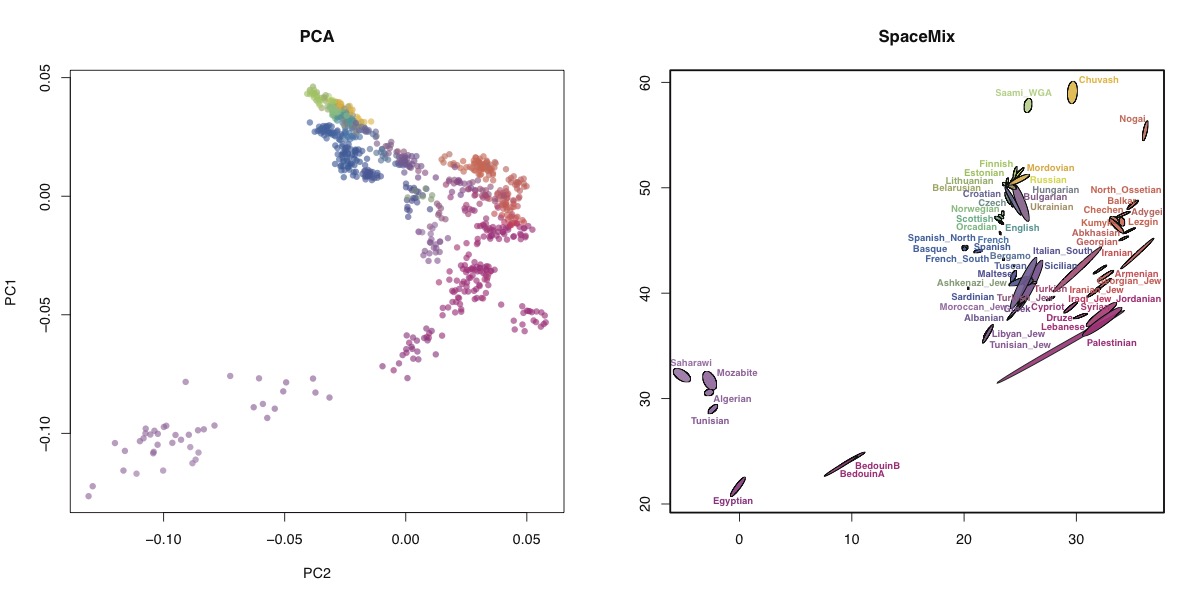 PCA
SpaceMix
0.05
0.00
−0.05
−0.10
PC1
−0.10
−0.05
0.00
0.05
PC2
60
50
40
30
20
0
10
20
30
Chuvash
Saami_WGA
Nogai
Finnish
Mordovian
Estonian
Russian
Lithuanian
Belarusian
Hungarian
North_Ossetian
Croatian
Bulgarian
Balkar
Czech
Ukrainian
Norwegian
Chechen
Adygei
Scottish
Kumyk
Lezgin
Orcadian
English
Abkhasian
Spanish_North
French
Georgian
Basque
Spanish
Italian_South
Iranian
French_South
Bergamo
Tuscan
Sicilian
Maltese
Armenian
Ashkenazi_Jew
Georgian_Jew
Turkish
Iranian_Jew
Sardinian
Turkish_Jew
Iraqi_Jew
Jordanian
Moroccan_Jew
Greek
Cypriot
Syrian
Albanian
Druze
Lebanese
Libyan_Jew
Tunisian_Jew
Palestinian
Saharawi
Mozabite
Algerian
Tunisian
BedouinB
BedouinA
Egyptian